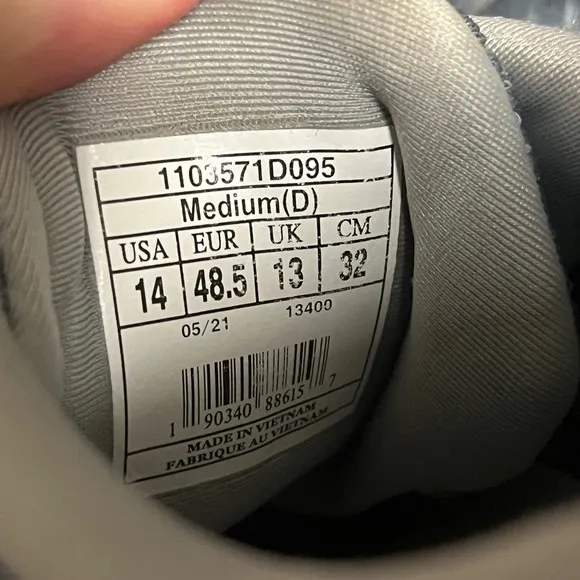 1103571D095
Medium(D)
USA EUR UK CM
14 48.5 13 32
05/21 13409
1 90340 88615 7
MADE IN VIETNAM
FABRIQUE AU VIETNAM